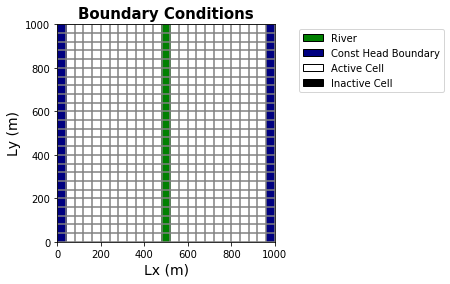 Boundary Conditions
River
Const Head Boundary
Active Cell
Inactive Cell
Ly (m)
1000
800
600
400
200
0
0 200 400 600 800 1000
Lx (m)